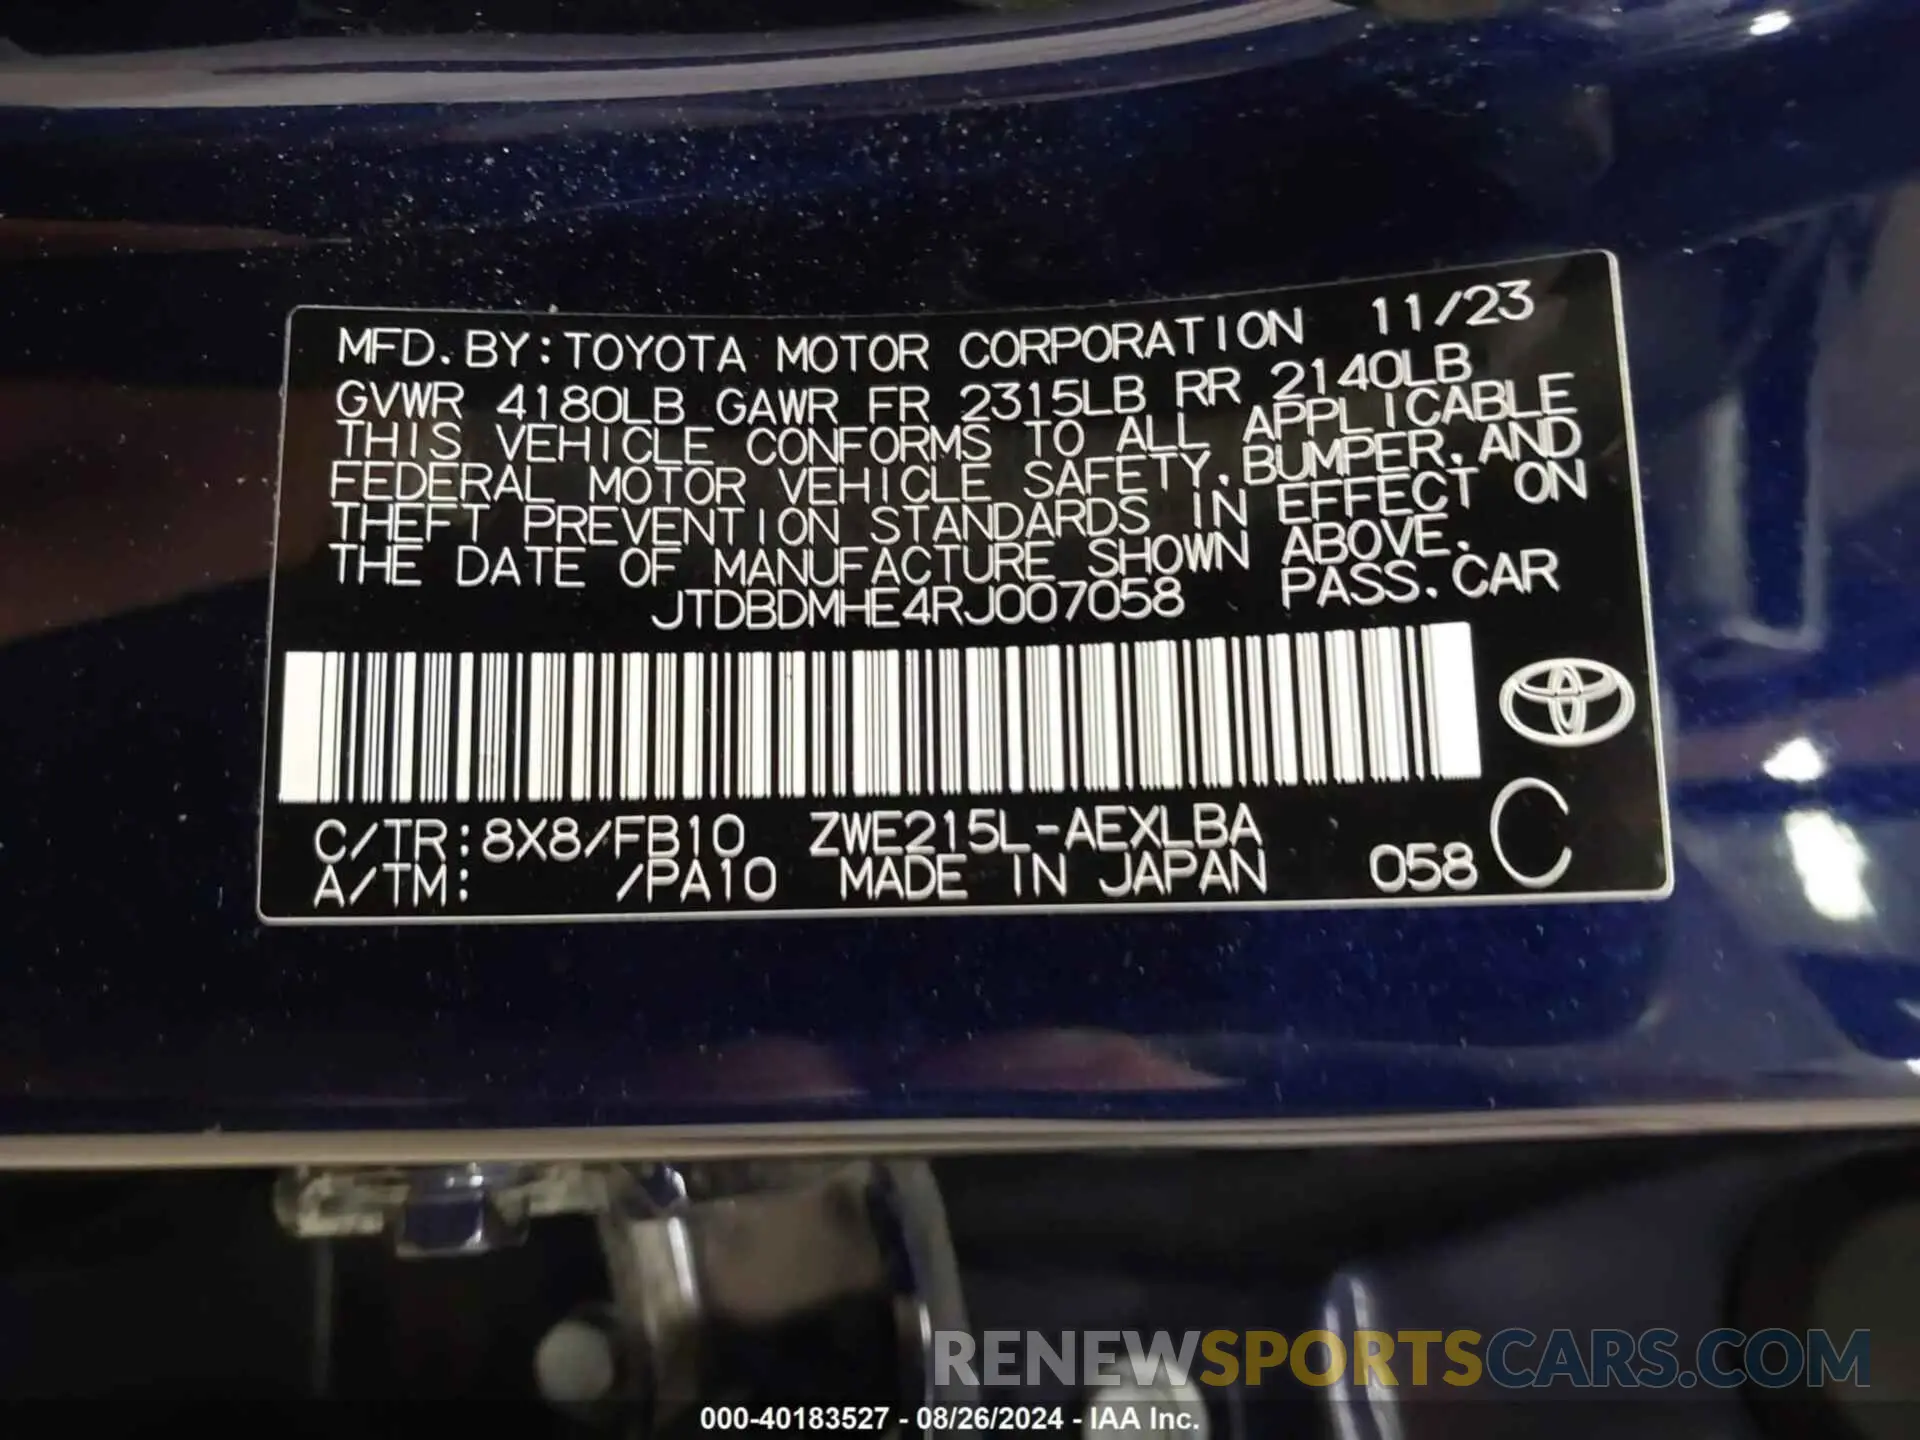 MFD. BY: TOYOTA MOTOR CORPORATION 11/23
GVWR 4180LB GAWR FR 2315LB RR 2140LB
THIS VEHICLE CONFORMS TO ALL APPLICABLE
FEDERAL MOTOR VEHICLE SAFETY, BUMPER, AND
THEFT PREVENTION STANDARDS IN EFFECT ON
THE DATE OF MANUFACTURE SHOWN ABOVE.
JTDBDMHE4RJ007058 PASS. CAR
C/TR: 8X8/FB10 ZWE215L-AEXLBA
A/TM: /PA10 MADE IN JAPAN 058 C
RENEWSPORTSCARS.COM
000-40183527 - 08/26/2024 - IAA Inc.